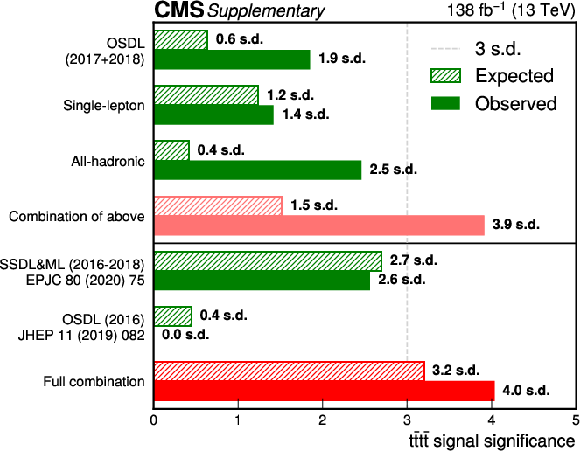 CMS Supplementary 138 fb⁻¹ (13 TeV)
OSDL
(2017+2018)
0.6 s.d.
1.9 s.d.
3 s.d.
Expected
Observed
Single-lepton
1.2 s.d.
1.4 s.d.
All-hadronic
0.4 s.d.
2.5 s.d.
Combination of above
1.5 s.d.
3.9 s.d.
SSDL&ML (2016-2018)
EPJC 80 (2020) 75
2.7 s.d.
2.6 s.d.
OSDL (2016)
JHEP 11 (2019) 082
0.4 s.d.
0.0 s.d.
Full combination
3.2 s.d.
4.0 s.d.
0 1 2 3 4 5
tt̄tt̄ signal significance